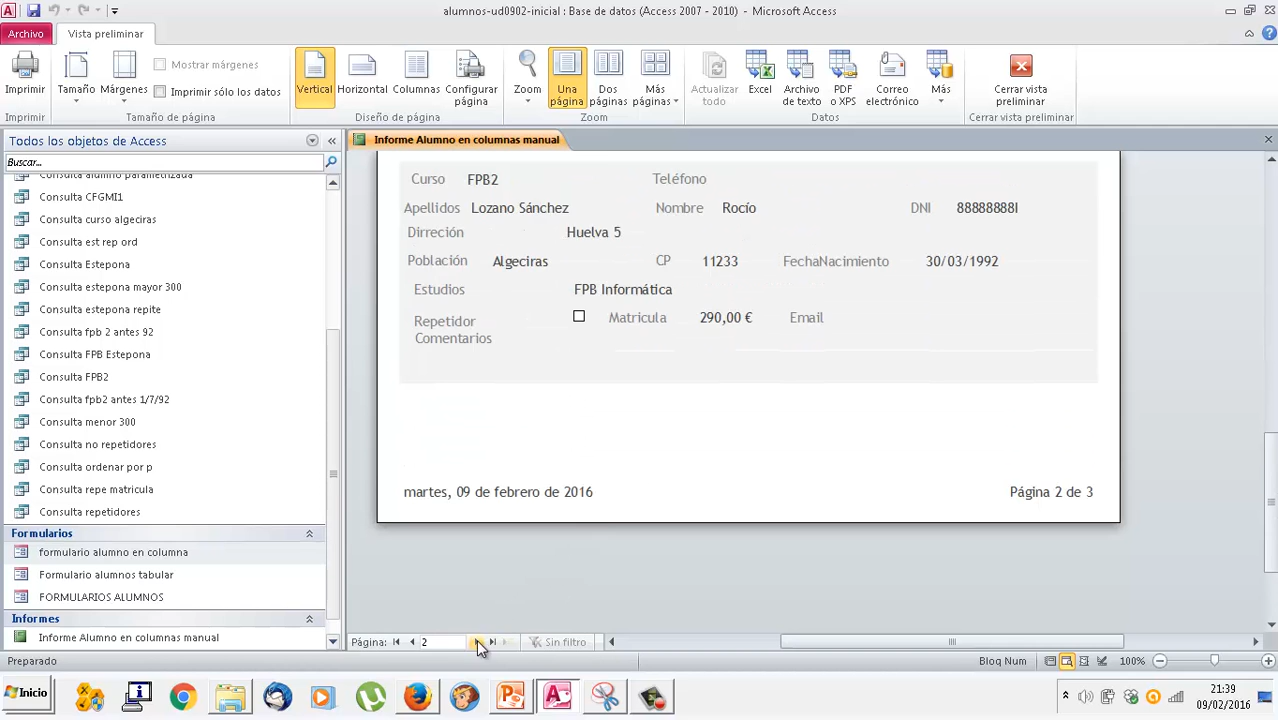 alumnos-ud0902-inicial : Base de datos (Access 2007 - 2010) - Microsoft Access
Archivo
Vista preliminar
Imprimir
Tamaño
Márgenes
Mostrar márgenes
Imprimir sólo los datos
Vertical
Horizontal
Columnas
Configurar página
Zoom
Una página
Dos páginas
Más páginas
Actualizar todo
Excel
Archivo de texto
PDF o XPS
Correo electrónico
Más
Cerrar vista preliminar
Imprimir
Tamaño de página
Diseño de página
Zoom
Datos
Cerrar vista preliminar
Todos los objetos de Access
Buscar...
Consulta alumno parametrizada
Consulta CFGMI1
Consulta curso algeciras
Consulta est rep ord
Consulta Estepona
Consulta estepona mayor 300
Consulta estepona repite
Consulta fpb 2 antes 92
Consulta FPB Estepona
Consulta FPB2
Consulta fpb2 antes 1/7/92
Consulta menor 300
Consulta no repetidores
Consulta ordenar por p
Consulta repe matricula
Consulta repetidores
Formularios
formulario alumno en columna
Formulario alumnos tabular
FORMULARIOS ALUMNOS
Informes
Informe Alumno en columnas manual
Informe Alumno en columnas manual
Curso FPB2 Teléfono
Apellidos Lozano Sánchez Nombre Rocío DNI 88888888I
Dirreción Huelva 5
Población Algeciras CP 11233 FechaNacimiento 30/03/1992
Estudios FPB Informática
Repetidor Matricula 290,00 € Email
Comentarios
martes, 09 de febrero de 2016 Página 2 de 3
Página: 2 Sin filtro
Preparado
Bloq Num
100%
Inicio
21:39
09/02/2016